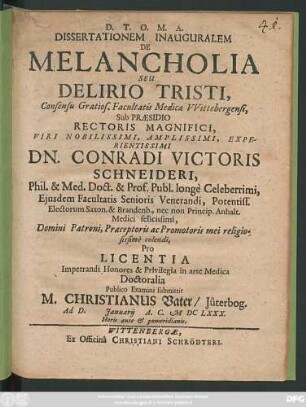 D. T. O. M. A.
DISSERTATIONEM INAUGURALEM
DE
MELANCHOLIA
SEU
DELIRIO TRISTI,
Consensu Gratios. Facultatis Medicæ VVittebergensis,
Sub PRÆSIDIO
RECTORIS MAGNIFICI,
VIRI NOBILISSIMI, AMPLISSIMI, EXPE-
RIENTISSIMI
DN. CONRADI VICTORIS
SCHNEIDERI,
Phil. & Med. Doct. & Prof. Publ. longè Celeberrimi,
Ejusdem Facultatis Senioris Venerandi, Potentiss.
Electorum Saxon. & Brandenb., nec non Princip. Anhalt.
Medici felicissimi,
Domini Patroni, Præceptoris ac Promotoris mei religio-
sissimè colendi,
Pro
LICENTIA
Impetrandi Honores & Privilegia in arte Medica
Doctoralia
Publico Examini submittit
M. CHRISTIANUS Vater/ Jüterbog.
Ad D. Januarij A. C. M DC LXXX.
Horis ante & pomeridianis.
WITTENBERGÆ,
Ex Officinâ CHRISTIANI SCHRÖDTERI.